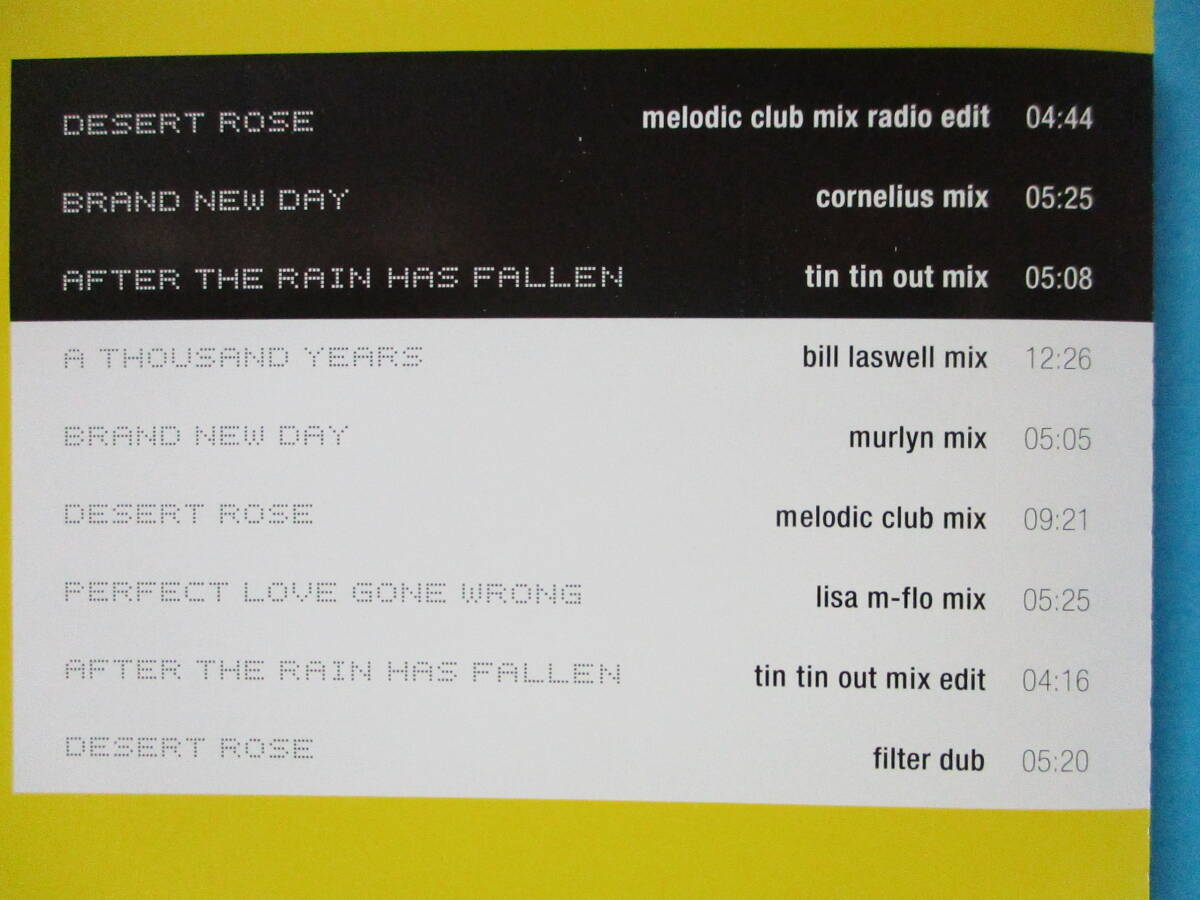 DESERT ROSE melodic club mix radio edit 04:44
BRAND NEW DAY cornelius mix 05:25
AFTER THE RAIN HAS FALLEN tin tin out mix 05:08
A THOUSAND YEARS bill laswell mix 12:26
BRAND NEW DAY murlyn mix 05:05
DESERT ROSE melodic club mix 09:21
PERFECT LOVE GONE WRONG lisa m-flo mix 05:25
AFTER THE RAIN HAS FALLEN tin tin out mix edit 04:16
DESERT ROSE filter dub 05:20